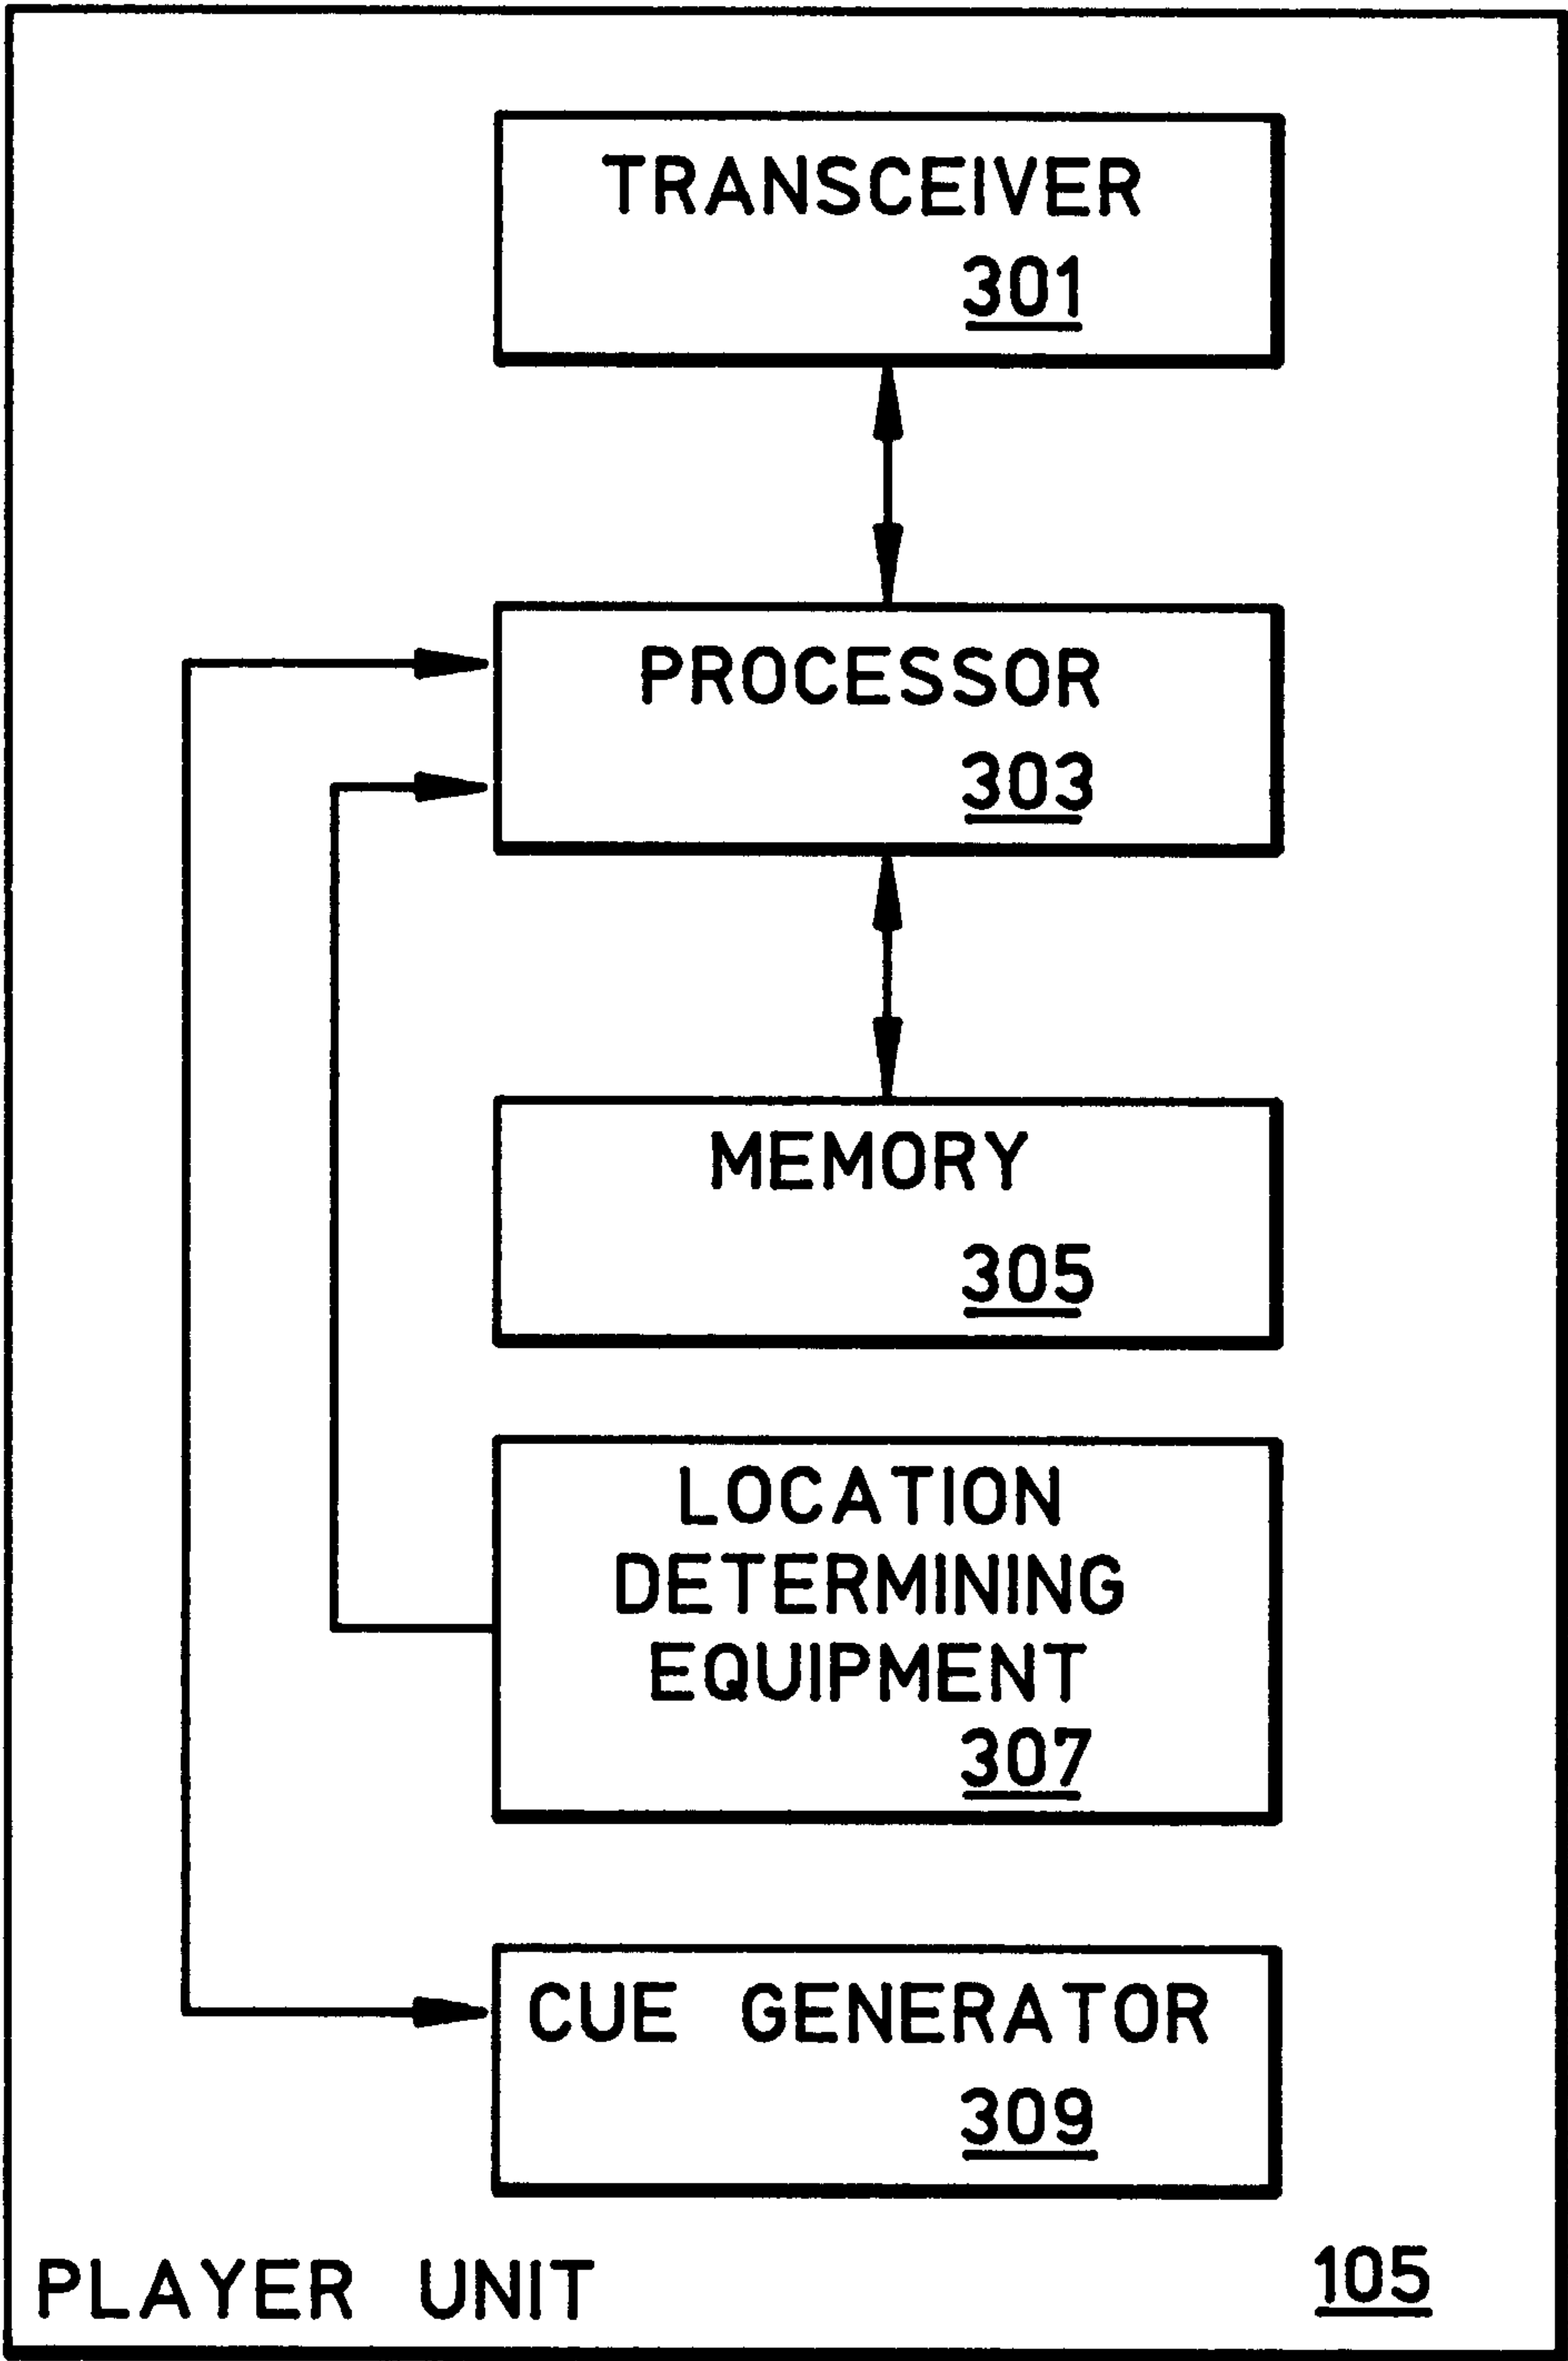 TRANSCEIVER
301
PROCESSOR
303
MEMORY
305
LOCATION
DETERMINING
EQUIPMENT
307
CUE GENERATOR
309
PLAYER UNIT 105